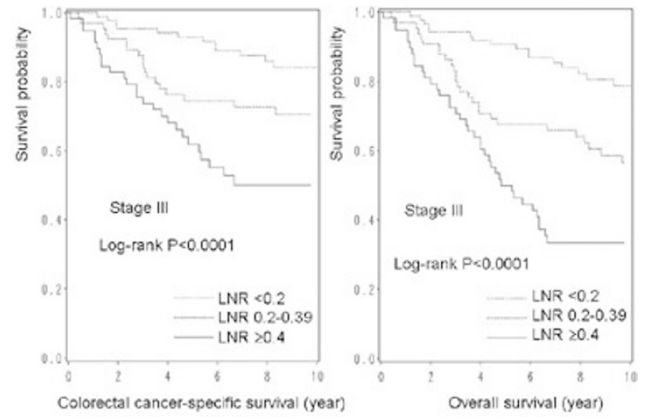 Survival probability
1.0
0.8
0.6
0.4
0.2
0.0
Stage III
Log-rank P<0.0001
LNR <0.2
LNR 0.2-0.39
LNR ≥0.4
0 2 4 6 8 10
Colorectal cancer-specific survival (year)
Survival probability
1.0
0.8
0.6
0.4
0.2
0.0
Stage III
Log-rank P<0.0001
LNR <0.2
LNR 0.2-0.39
LNR ≥0.4
0 2 4 6 8 10
Overall survival (year)